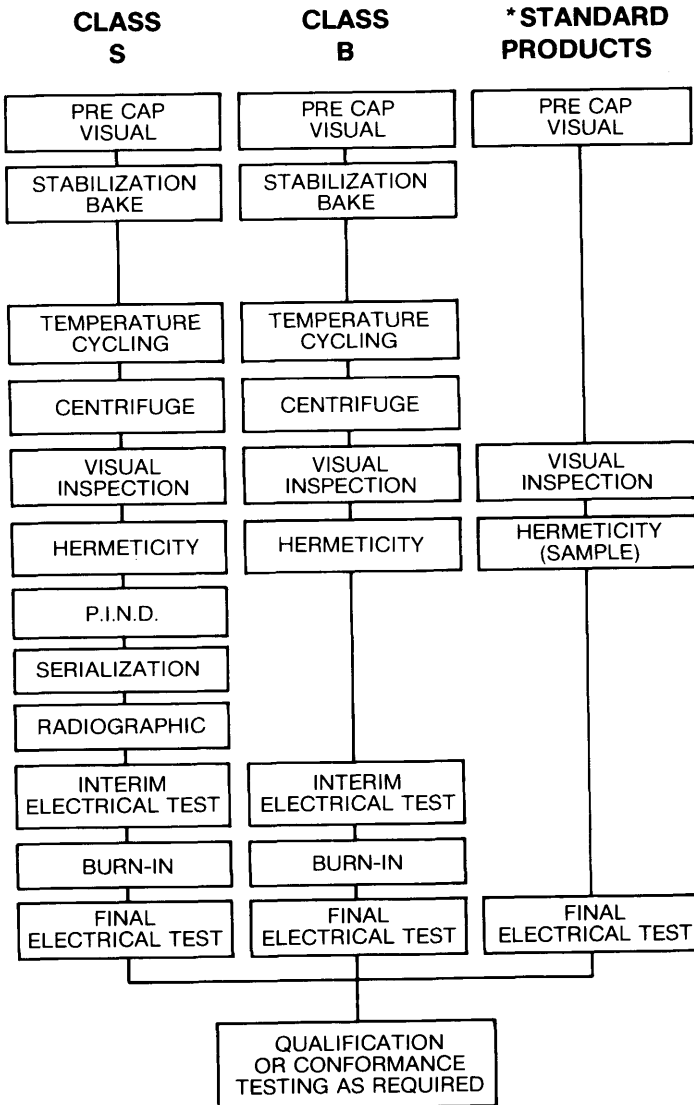 CLASS
S
CLASS
B
*STANDARD
PRODUCTS
PRE CAP
VISUAL
STABILIZATION
BAKE
TEMPERATURE
CYCLING
CENTRIFUGE
VISUAL
INSPECTION
HERMETICITY
P.I.N.D.
SERIALIZATION
RADIOGRAPHIC
INTERIM
ELECTRICAL TEST
BURN-IN
FINAL
ELECTRICAL TEST
PRE CAP
VISUAL
STABILIZATION
BAKE
TEMPERATURE
CYCLING
CENTRIFUGE
VISUAL
INSPECTION
HERMETICITY
INTERIM
ELECTRICAL TEST
BURN-IN
FINAL
ELECTRICAL TEST
PRE CAP
VISUAL
VISUAL
INSPECTION
HERMETICITY
(SAMPLE)
FINAL
ELECTRICAL TEST
QUALIFICATION
OR CONFORMANCE
TESTING AS REQUIRED